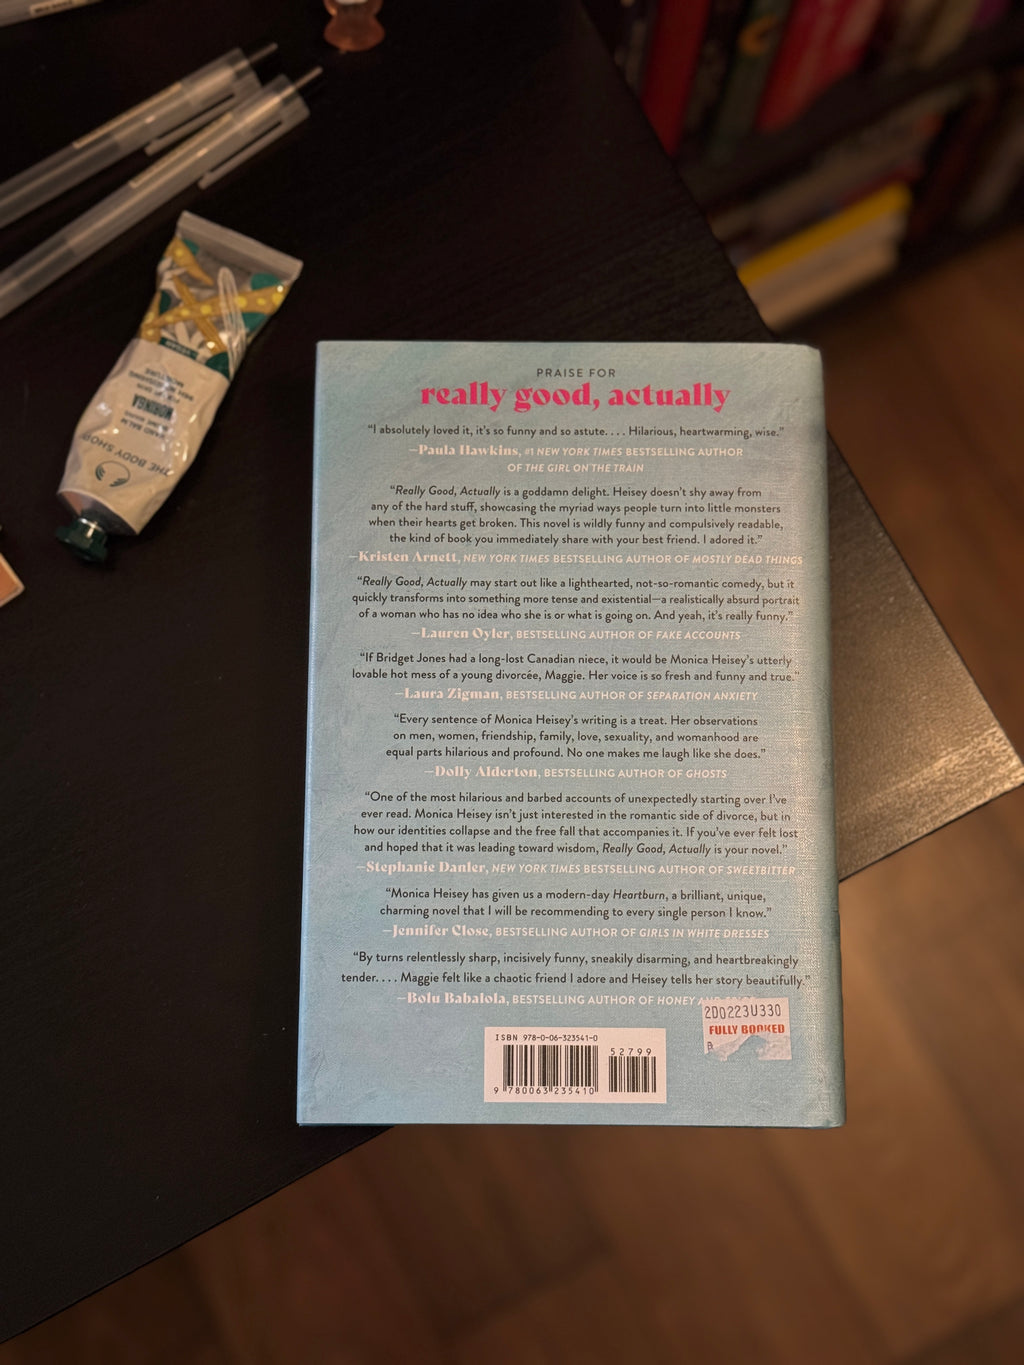 PRAISE FOR
really good, actually
“I absolutely loved it, it’s so funny and so astute. . . . Hilarious, heartwarming, wise.”
—Paula Hawkins, #1 NEW YORK TIMES BESTSELLING AUTHOR
OF THE GIRL ON THE TRAIN
“Really Good, Actually is a goddamn delight. Heisey doesn’t shy away from
any of the hard stuff, showcasing the myriad ways people turn into little monsters
when their hearts get broken. This novel is wildly funny and compulsively readable,
the kind of book you immediately share with your best friend. I adored it.”
—Kristen Arnett, NEW YORK TIMES BESTSELLING AUTHOR OF MOSTLY DEAD THINGS
“Really Good, Actually may start out like a lighthearted, not-so-romantic comedy, but it
quickly transforms into something more tense and existential—a realistically absurd portrait
of a woman who has no idea who she is or what is going on. And yeah, it’s really funny.”
—Lauren Oyler, BESTSELLING AUTHOR OF FAKE ACCOUNTS
“If Bridget Jones had a long-lost Canadian niece, it would be Monica Heisey’s utterly
lovable hot mess of a young divorcée, Maggie. Her voice is so fresh and funny and true.”
—Laura Zigman, BESTSELLING AUTHOR OF SEPARATION ANXIETY
“Every sentence of Monica Heisey’s writing is a treat. Her observations
on men, women, friendship, family, love, sexuality, and womanhood are
equal parts hilarious and profound. No one makes me laugh like she does.”
—Dolly Alderton, BESTSELLING AUTHOR OF GHOSTS
“One of the most hilarious and barbed accounts of unexpectedly starting over I’ve
ever read. Monica Heisey isn’t just interested in the romantic side of divorce, but in
how our identities collapse and the free fall that accompanies it. If you’ve ever felt lost
and hoped that it was leading toward wisdom, Really Good, Actually is your novel.”
—Stephanie Danler, NEW YORK TIMES BESTSELLING AUTHOR OF SWEETBITTER
“Monica Heisey has given us a modern-day Heartburn, a brilliant, unique,
charming novel that I will be recommending to every single person I know.”
—Jennifer Close, BESTSELLING AUTHOR OF GIRLS IN WHITE DRESSES
“By turns relentlessly sharp, incisively funny, sneakily disarming, and heartbreakingly
tender. . . . Maggie felt like a chaotic friend I adore and Heisey tells her story beautifully.”
—Bolu Babalola, BESTSELLING AUTHOR OF HONEY
2D0223U330
FULLY BOOKED
ISBN 978-0-06-323541-0
52799
9 780063 235410
THE BODY SHOP
HAND BALM
MORINGA
MOISTURE
VEGAN